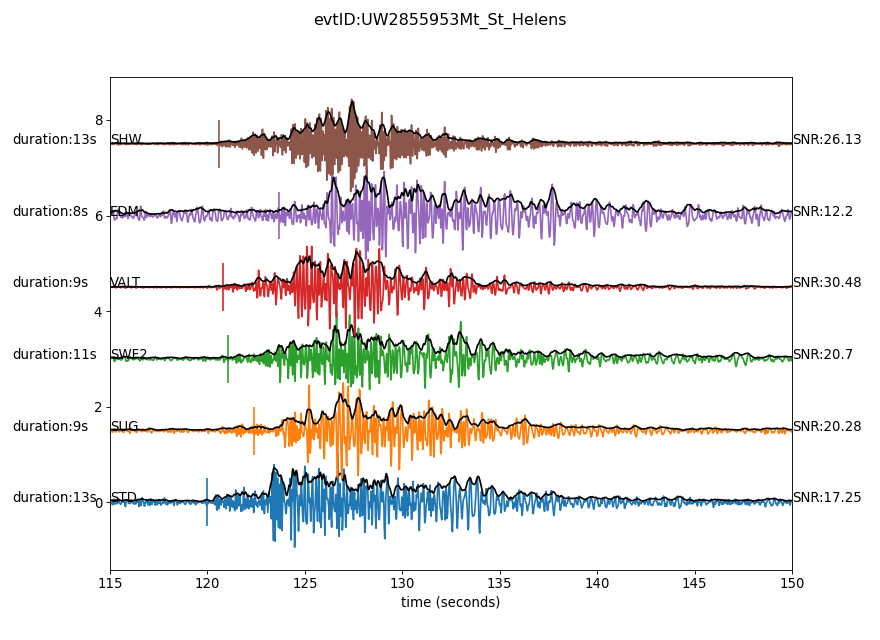 evtID:UW2855953Mt_St_Helens
8
duration:13s SHW SNR:26.13
duration:8s EDM SNR:12.2
6
duration:9s VALT SNR:30.48
4
duration:11s SWF2 SNR:20.7
2
duration:9s SUG SNR:20.28
duration:13s STD SNR:17.25
0
115 120 125 130 135 140 145 150
time (seconds)